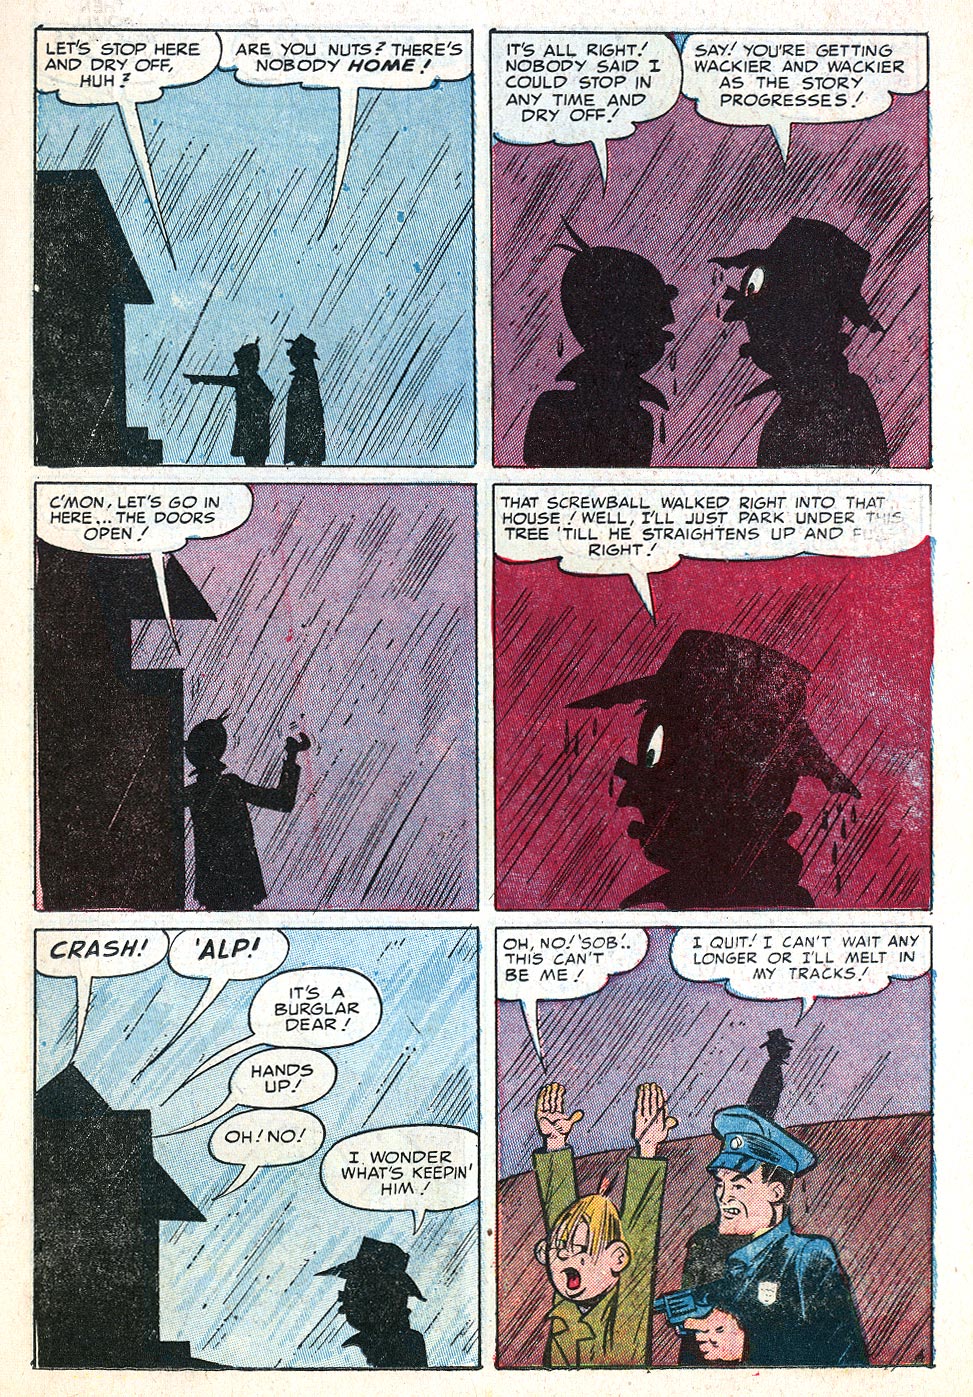 LET'S STOP HERE
AND DRY OFF,
HUH?
ARE YOU NUTS? THERE'S
NOBODY HOME!
IT'S ALL RIGHT!
NOBODY SAID I
COULD STOP IN
ANY TIME AND
DRY OFF!
SAY! YOU'RE GETTING
WACKIER AND WACKIER
AS THE STORY
PROGRESSES!
C'MON, LET'S GO IN
HERE... THE DOORS
OPEN!
THAT SCREWBALL WALKED RIGHT INTO THAT
HOUSE! WELL, I'LL JUST PARK UNDER THIS
TREE 'TILL HE STRAIGHTENS UP AND
RIGHT!
CRASH!
'ALP!
IT'S A
BURGLAR
DEAR!
HANDS
UP!
OH! NO!
I WONDER
WHAT'S KEEPIN'
HIM!
OH, NO! 'SOB'!.
THIS CAN'T
BE ME!
I QUIT! I CAN'T WAIT ANY
LONGER OR I'LL MELT IN
MY TRACKS!